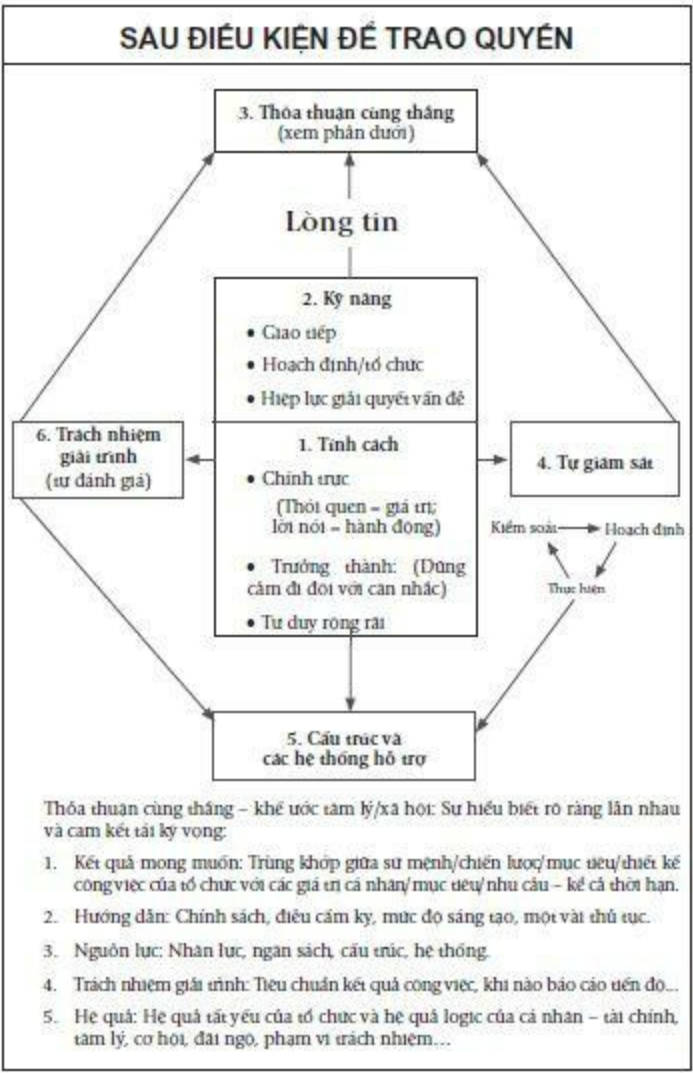 SÁU ĐIỀU KIỆN ĐỂ TRAO QUYỀN
3. Thỏa thuận cùng thắng
(xem phần dưới)
Lòng tin
2. Kỹ năng
• Giao tiếp
• Hoạch định/tổ chức
• Hiệp lực giải quyết vấn đề
6. Trách nhiệm
giải trình
(tự đánh giá)
1. Tính cách
• Chính trực
(Thói quen = giá trị;
lời nói = hành động)
• Trưởng thành: (Dũng
cảm đi đôi với cân nhắc)
• Tư duy rộng rãi
4. Tự giám sát
Kiểm soát
Hoạch định
Thực hiện
5. Cấu trúc và
các hệ thống hỗ trợ
Thỏa thuận cùng thắng – khế ước tâm lý/xã hội: Sự hiểu biết rõ ràng lẫn nhau
và cam kết tái kỳ vọng:
1. Kết quả mong muốn: Trùng khớp giữa sứ mệnh/chiến lược/mục tiêu/thiết kế
công việc của tổ chức với các giá trị cá nhân/mục tiêu/nhu cầu – kể cả thời hạn.
2. Hướng dẫn: Chính sách, điều cấm kỵ, mức độ sáng tạo, một vài thủ tục.
3. Nguồn lực: Nhân lực, ngân sách, cấu trúc, hệ thống.
4. Trách nhiệm giải trình: Tiêu chuẩn kết quả công việc, khi nào báo cáo tiến độ...
5. Hệ quả: Hệ quả tất yếu của tổ chức và hệ quả logic của cá nhân – tài chính,
tâm lý, cơ hội, đãi ngộ, phạm vi trách nhiệm...